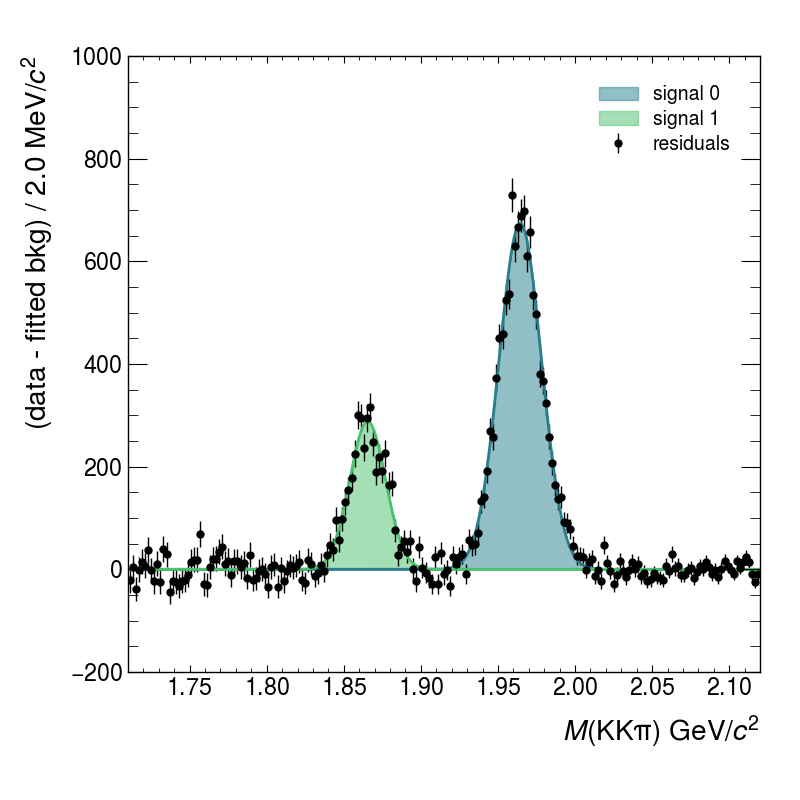 (data - fitted bkg) / 2.0 MeV/c²
1000
800
600
400
200
0
−200
signal 0
signal 1
residuals
1.75 1.80 1.85 1.90 1.95 2.00 2.05 2.10
M(KKπ) GeV/c²